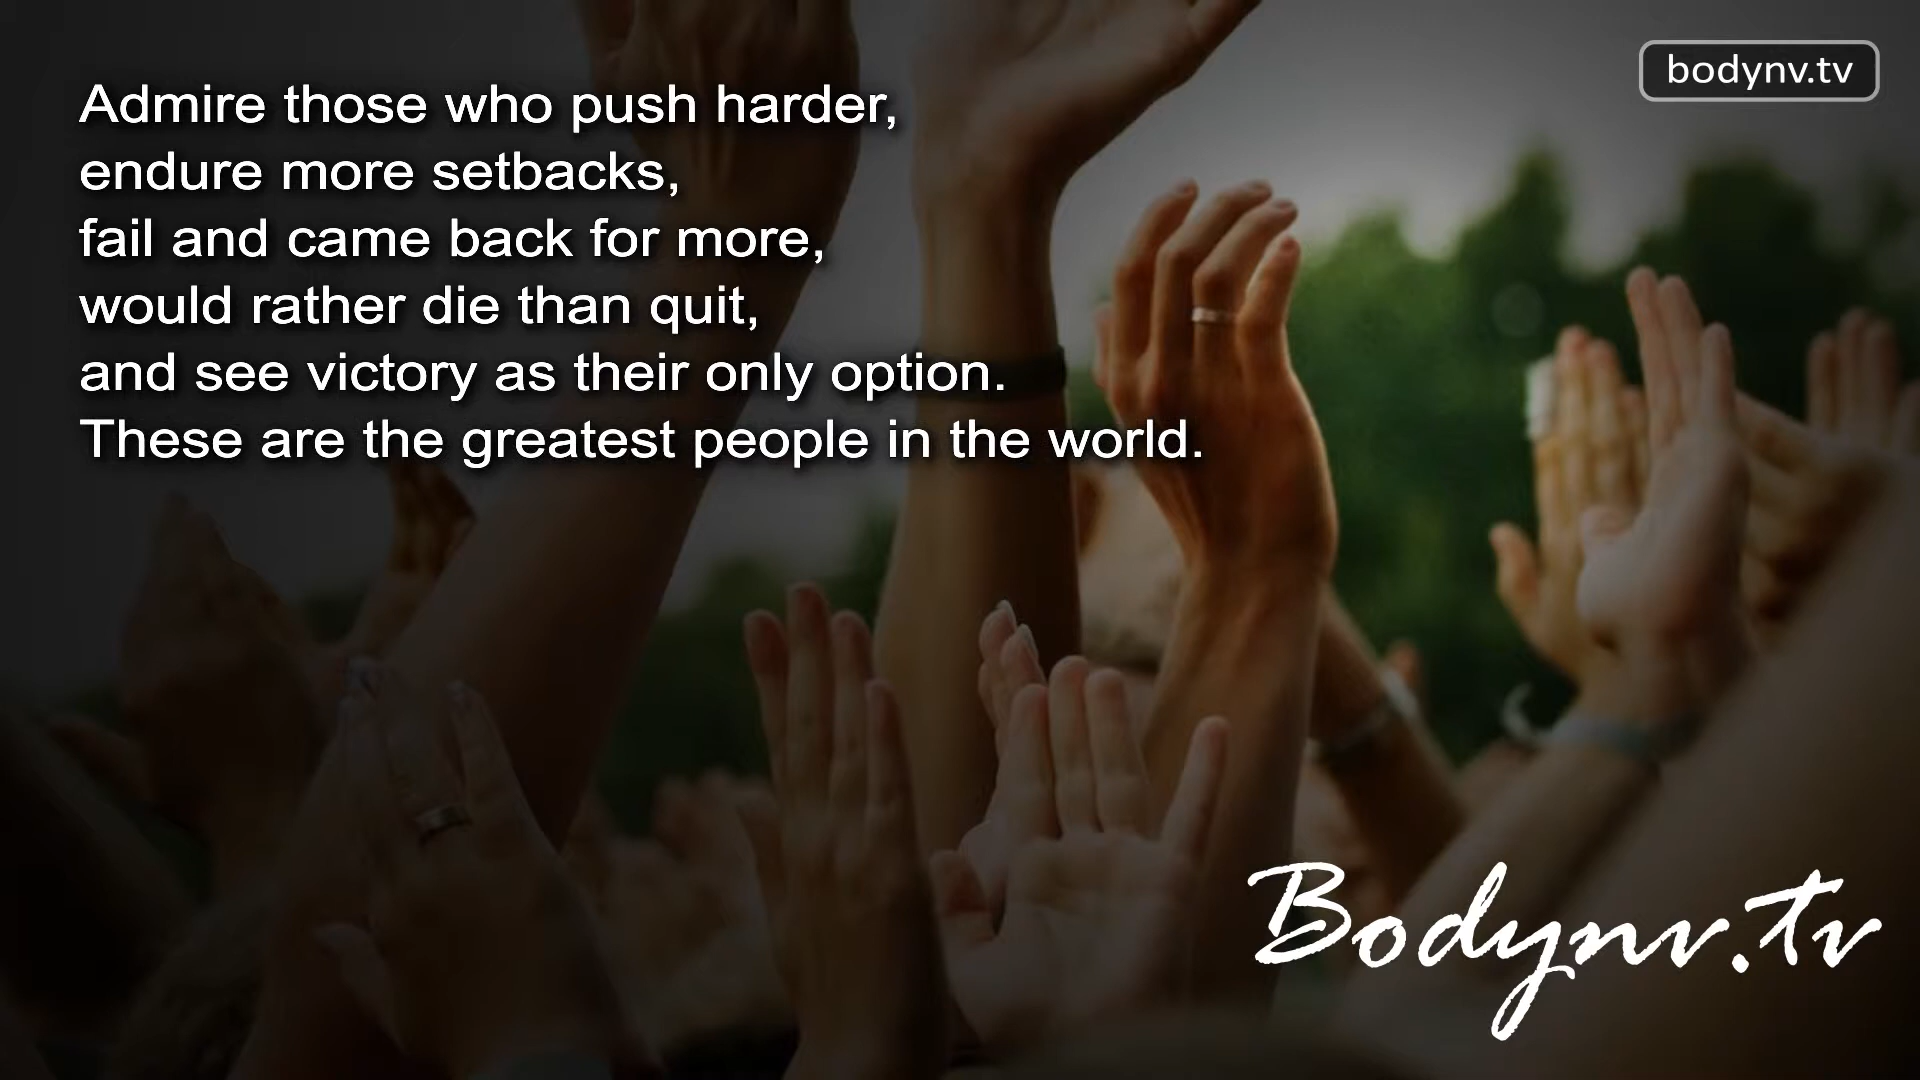 bodynv.tv
Admire those who push harder,
endure more setbacks,
fail and came back for more,
would rather die than quit,
and see victory as their only option.
These are the greatest people in the world.
Bodynv.tv